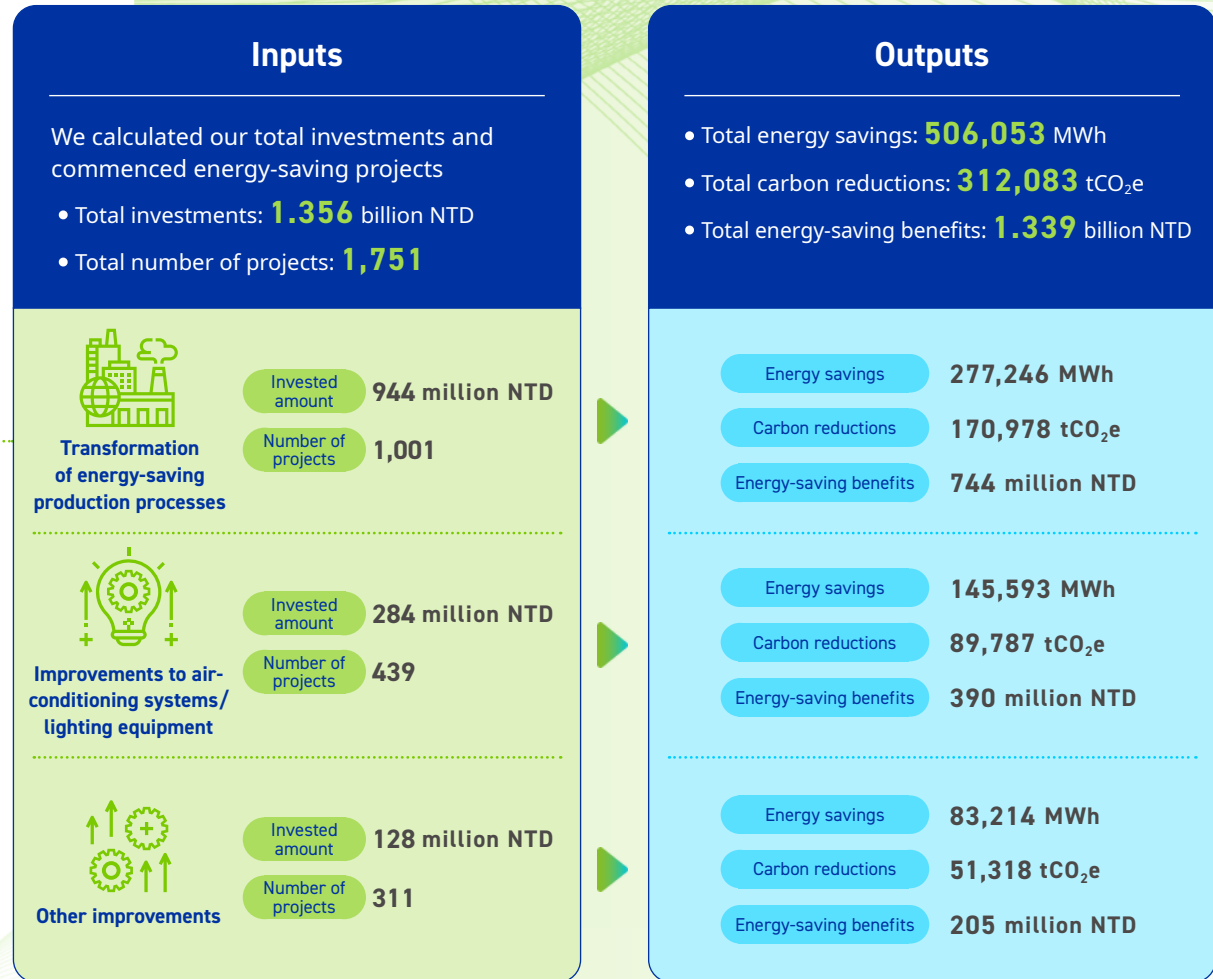 Inputs
We calculated our total investments and
commenced energy-saving projects
• Total investments: 1.356 billion NTD
• Total number of projects: 1,751
Outputs
• Total energy savings: 506,053 MWh
• Total carbon reductions: 312,083 tCO₂e
• Total energy-saving benefits: 1.339 billion NTD
Transformation
of energy-saving
production processes
Invested
amount
944 million NTD
Number of
projects
1,001
Energy savings 277,246 MWh
Carbon reductions 170,978 tCO₂e
Energy-saving benefits 744 million NTD
Improvements to air-
conditioning systems/
lighting equipment
Invested
amount
284 million NTD
Number of
projects
439
Energy savings 145,593 MWh
Carbon reductions 89,787 tCO₂e
Energy-saving benefits 390 million NTD
Other improvements
Invested
amount
128 million NTD
Number of
projects
311
Energy savings 83,214 MWh
Carbon reductions 51,318 tCO₂e
Energy-saving benefits 205 million NTD